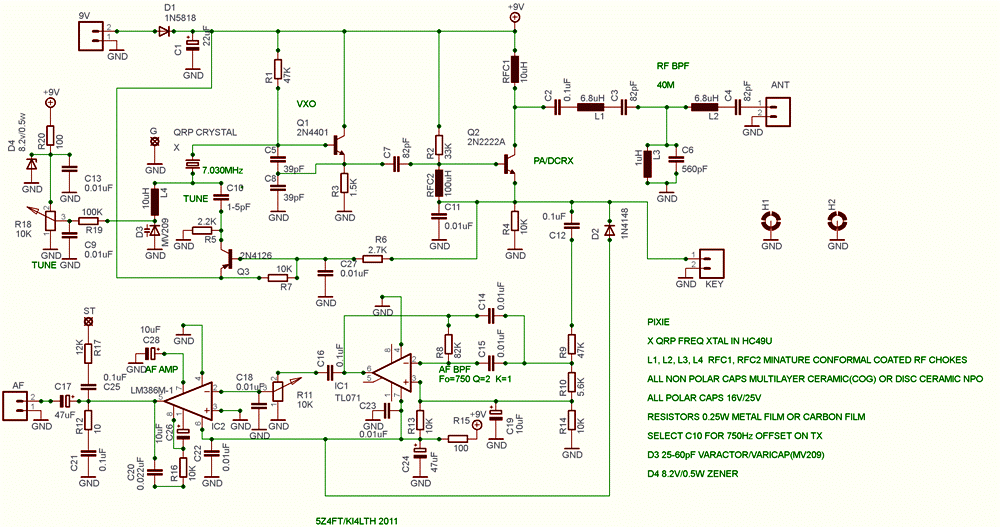 D1
1N5818
9V
2
1
GND
C1
22uF
GND
+9V
R1
47K
VXO
Q1
2N4401
RFC1
10uH
RF BPF
40M
C2
0.1uF
6.8uH
L1
C3
82pF
6.8uH
L2
C4
82pF
ANT
1
2
GND
+9V
R20
100
D4
8.2v/0.5w
GND
C13
0.01uF
GND
G
GND
QRP CRYSTAL
X
7.030MHz
TUNE
C5
39pF
C8
39pF
GND
R3
1.5K
GND
C7
82pF
R2
33K
RFC2
100uH
Q2
2N2222A
PA/DCRX
1uH
L3
C6
560pF
GND
10uH
L4
C10
1-5pF
R18
10K
3
TUNE
GND
R19
100K
C9
0.01uF
GND
D3
MV209
GND
2.2K
R5
GND
2N4126
Q3
10K
R7
C27
0.01uF
GND
R6
2.7K
C11
0.01uF
GND
R4
10K
GND
0.1uF
C12
D2
1N4148
H1
GND
H2
GND
1
2
KEY
GND
ST
12K
R17
0.1uF
C25
AF
1
2
GND
C17
47uF
R12
10
C21
0.1uF
GND
10uF
C28
GND
AF AMP
GND
LM386M-1
IC2
GND
10uF
C26
C20
0.022uF
R16
10K
GND
C22
0.01uF
GND
C18
0.01uF
GND
R11
10K
C16
0.1uF
GND
IC1
TL071
R8
82K
C14
0.01uF
C15
0.01uF
AF BPF
Fo=750 Q=2 K=1
C23
0.01uF
GND
R13
10K
C24
47uF
GND
R15
100
+9V
C19
10uF
GND
R9
47K
R10
5.6K
R14
10K
GND
PIXIE
X QRP FREQ XTAL IN HC49U
L1, L2, L3, L4 RFC1, RFC2 MINATURE CONFORMAL COATED RF CHOKES
ALL NON POLAR CAPS MULTILAYER CERAMIC(COG) OR DISC CERAMIC NPO
ALL POLAR CAPS 16V/25V
RESISTORS 0.25W METAL FILM OR CARBON FILM
SELECT C10 FOR 750Hz OFFSET ON TX
D3 25-60pF VARACTOR/VARICAP(MV209)
D4 8.2V/0.5W ZENER
5Z4FT/KI4LTH 2011